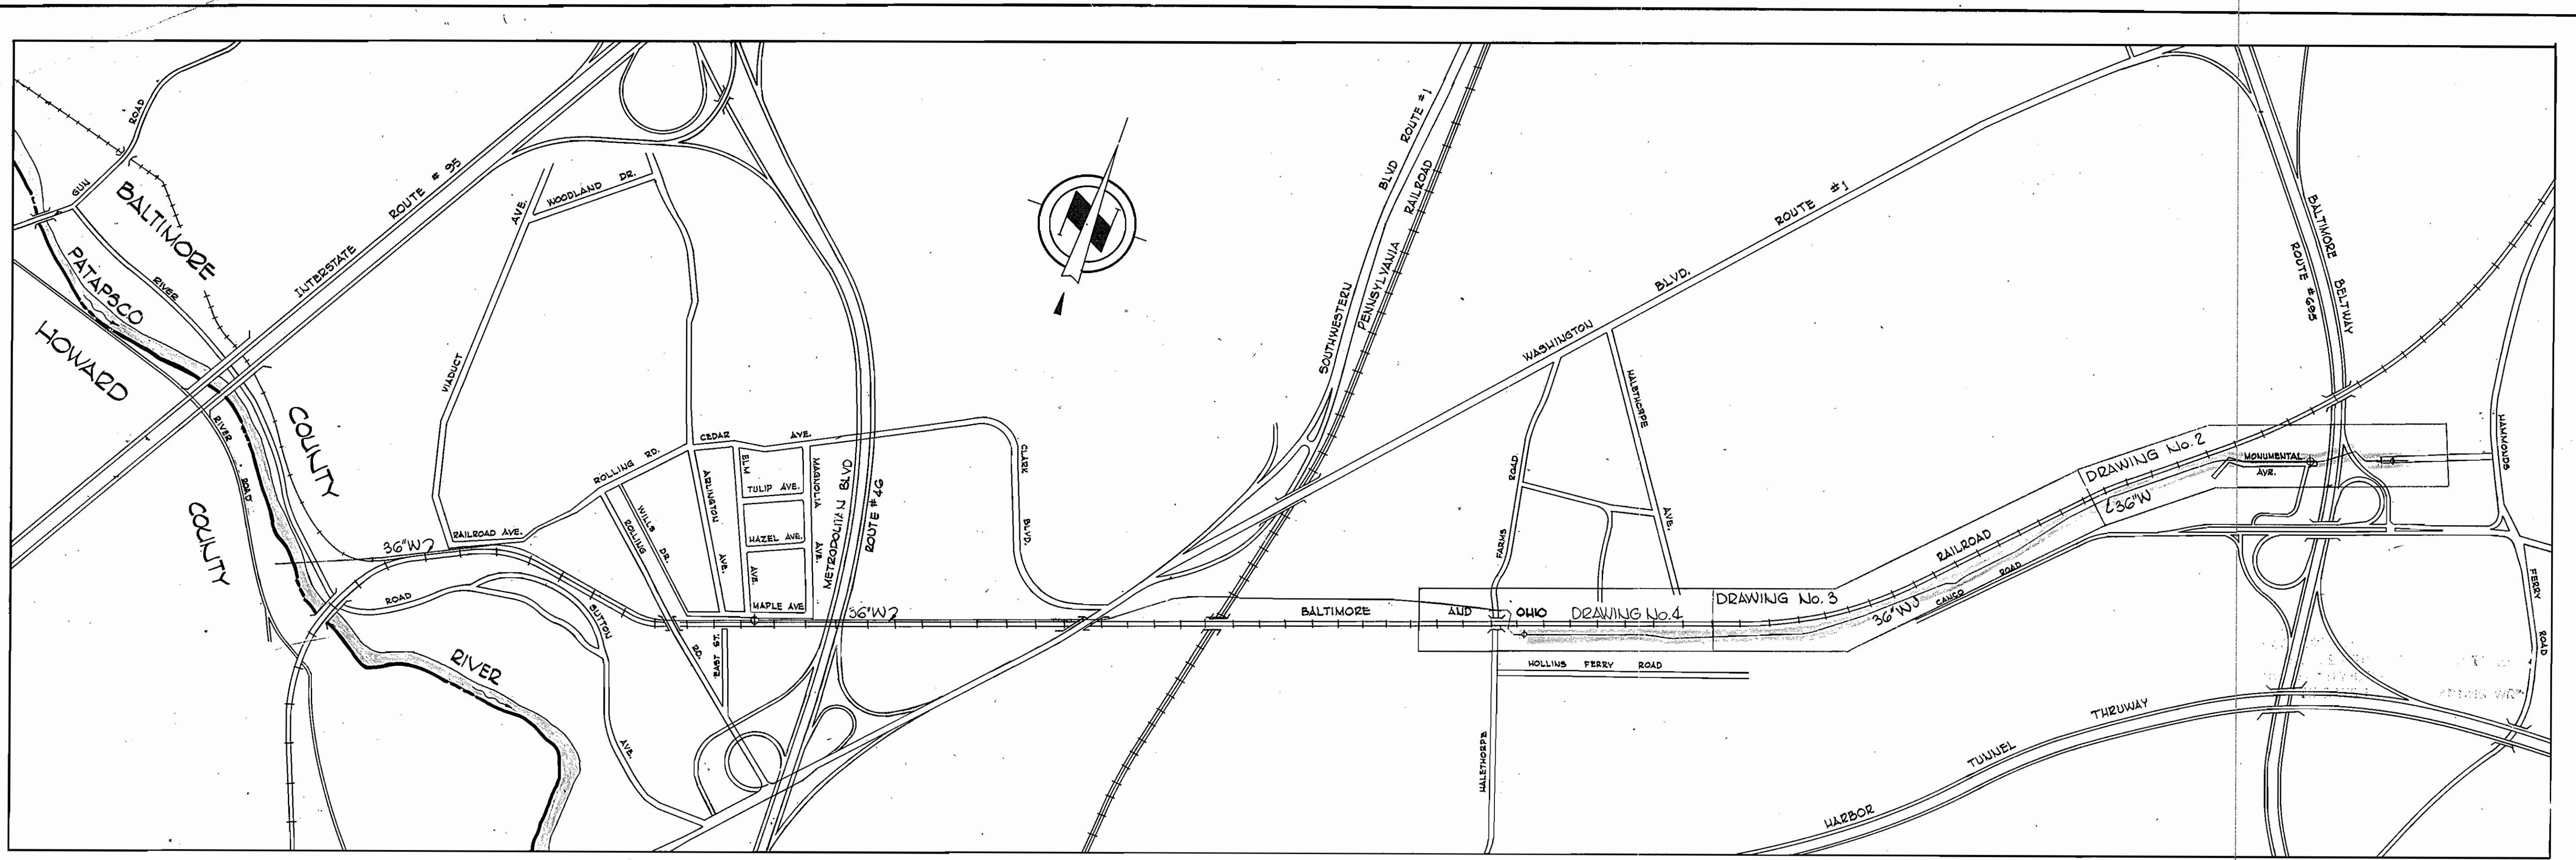 GUN ROAD
BALTIMORE
COUNTY
PATAPSCO
RIVER
HOWARD
COUNTY
RIVER ROAD
RIVER
ROAD
INTERSTATE ROUTE # 95
VIADUCT AVE.
WOODLAND DR.
ROLLING RD.
CEDAR AVE.
RAILROAD AVE.
36"W
WILLS DR.
ROLLING RD.
ARLINGTON AVE.
ELM AVE.
TULIP AVE.
HAZEL AVE.
MAPLE AVE
MAGNOLIA AVE.
METROPOLITAN BLVD
ROUTE #46
SUTTON AVE.
EAST ST.
36"W
CLARK BLVD.
SOUTHWESTERN BLVD ROUTE #1
PENNSYLVANIA RAILROAD
WASHINGTON BLVD. ROUTE #1
HALETHORPE AVE.
HALETHORPE FARMS ROAD
BALTIMORE AND OHIO RAILROAD
DRAWING No. 4
DRAWING No. 3
DRAWING No. 2
HOLLINS FERRY ROAD
36"W
CANCO ROAD
36"W
MONUMENTAL
AVE.
BALTIMORE BELTWAY
ROUTE #695
HAMMONDS FERRY ROAD
HARBOR TUNNEL THRUWAY